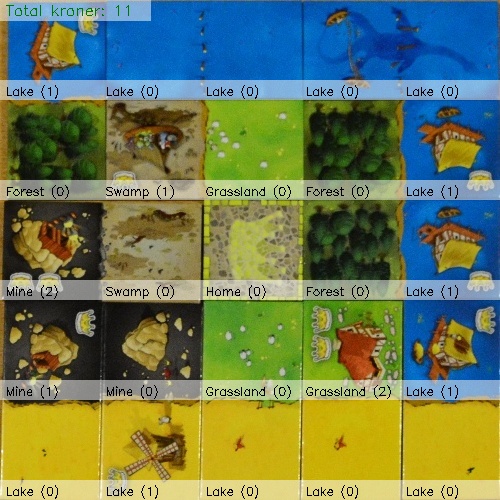 Total kroner: 11
Lake (1) Lake (0) Lake (0) Lake (0) Lake (0)
Forest (0) Swamp (1) Grassland (0) Forest (0) Lake (1)
Mine (2) Swamp (0) Home (0) Forest (0) Lake (1)
Mine (1) Mine (0) Grassland (0) Grassland (2) Lake (1)
Lake (0) Lake (1) Lake (0) Lake (0) Lake (0)